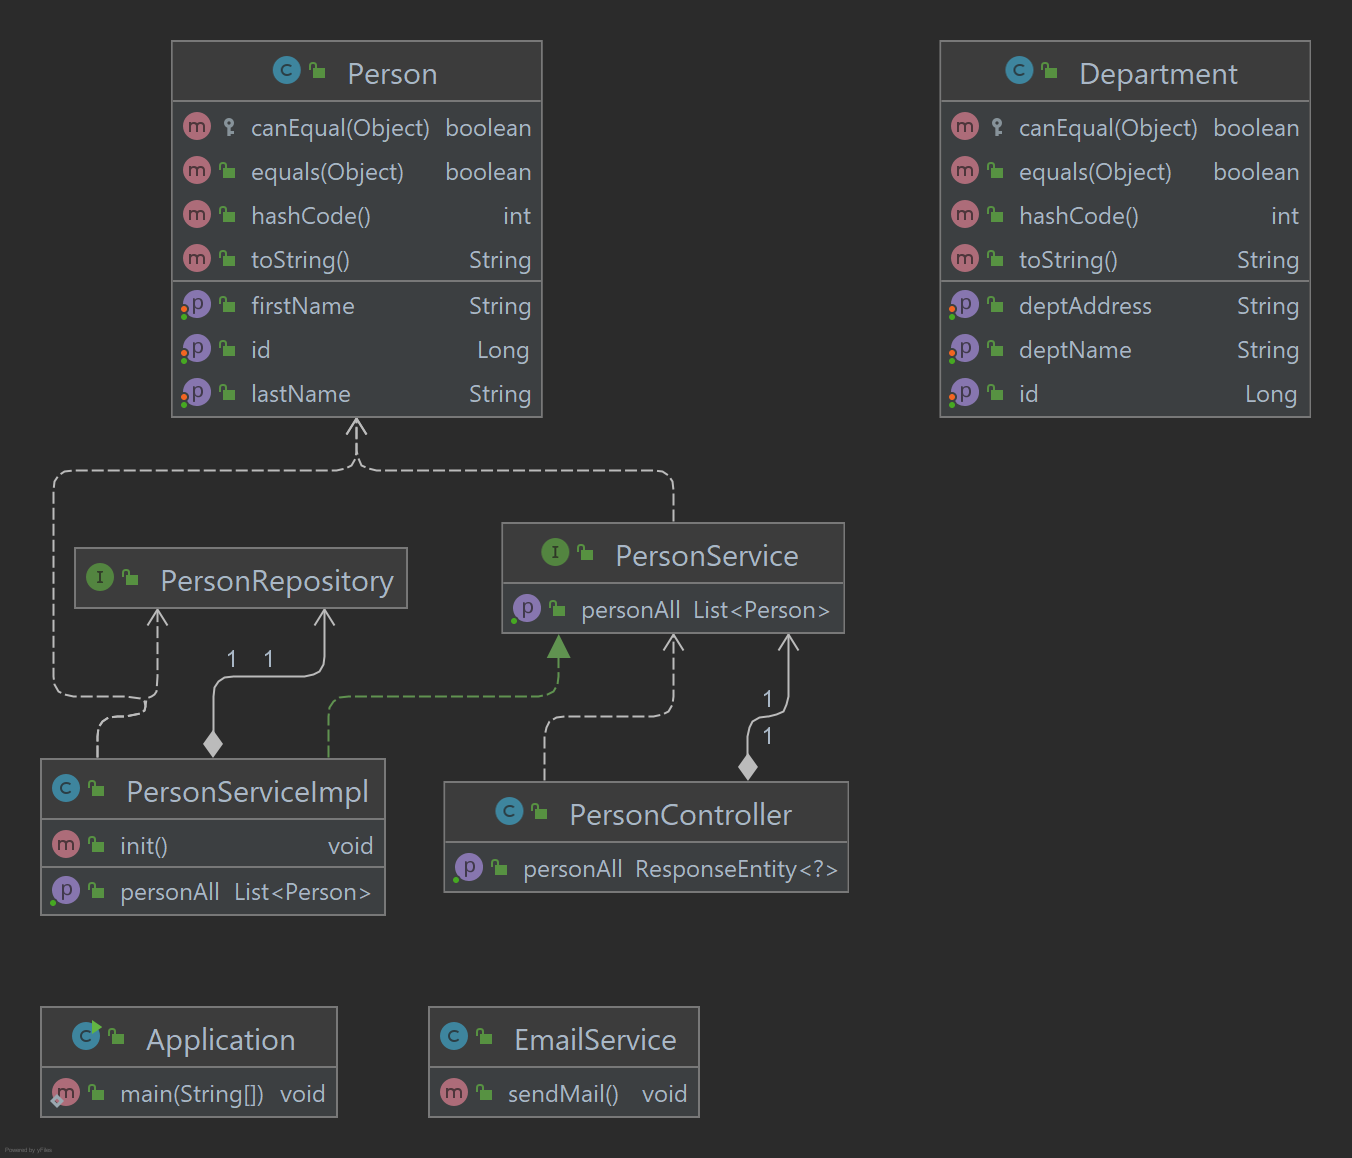 Person
canEqual(Object) boolean
equals(Object) boolean
hashCode() int
toString() String
firstName String
id Long
lastName String
Department
canEqual(Object) boolean
equals(Object) boolean
hashCode() int
toString() String
deptAddress String
deptName String
id Long
PersonRepository
PersonService
personAll List<Person>
1 1
1
1
PersonServiceImpl
init() void
personAll List<Person>
PersonController
personAll ResponseEntity<?>
Application
main(String[]) void
EmailService
sendMail() void
Powered by yFiles